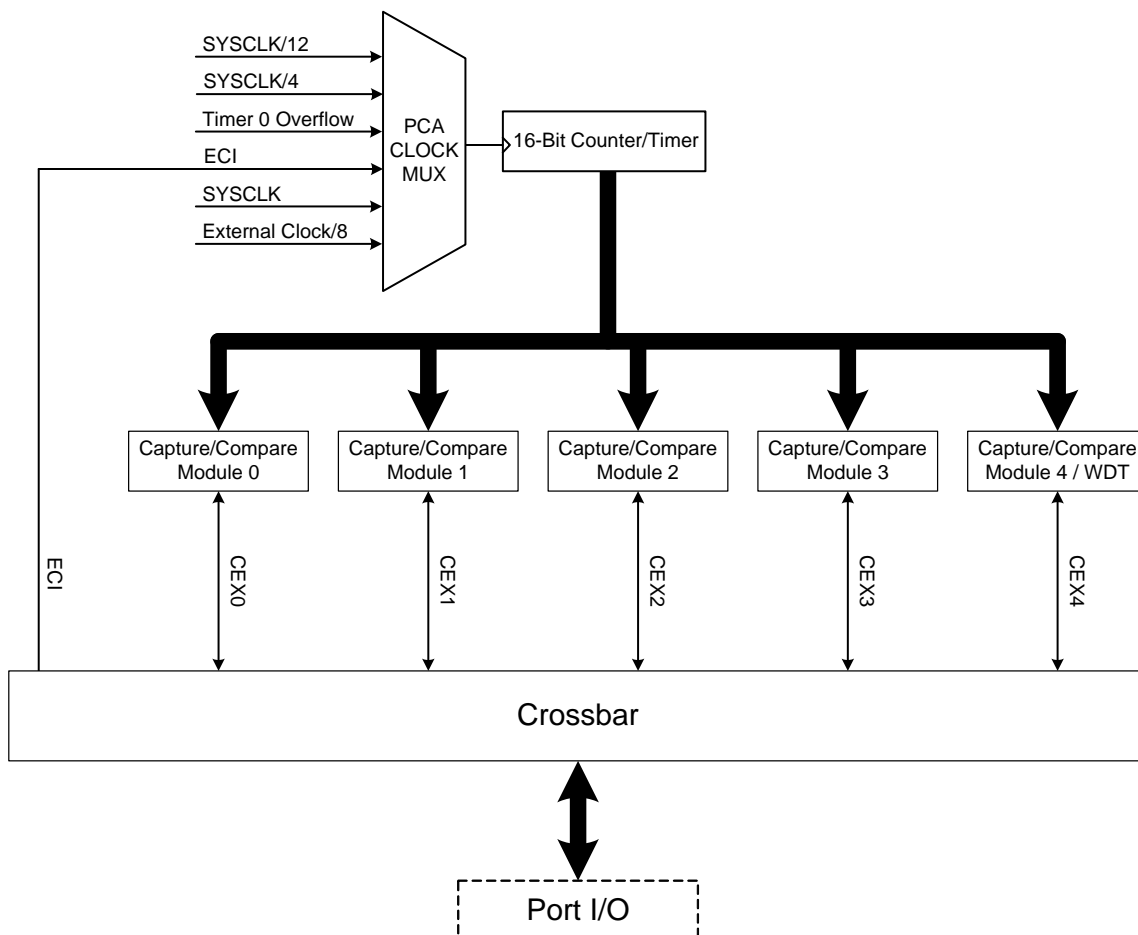 SYSCLK/12
SYSCLK/4
Timer 0 Overflow
ECI
SYSCLK
External Clock/8
PCA
CLOCK
MUX
16-Bit Counter/Timer
Capture/Compare
Module 0
Capture/Compare
Module 1
Capture/Compare
Module 2
Capture/Compare
Module 3
Capture/Compare
Module 4 / WDT
ECI
CEX0
CEX1
CEX2
CEX3
CEX4
Crossbar
Port I/O